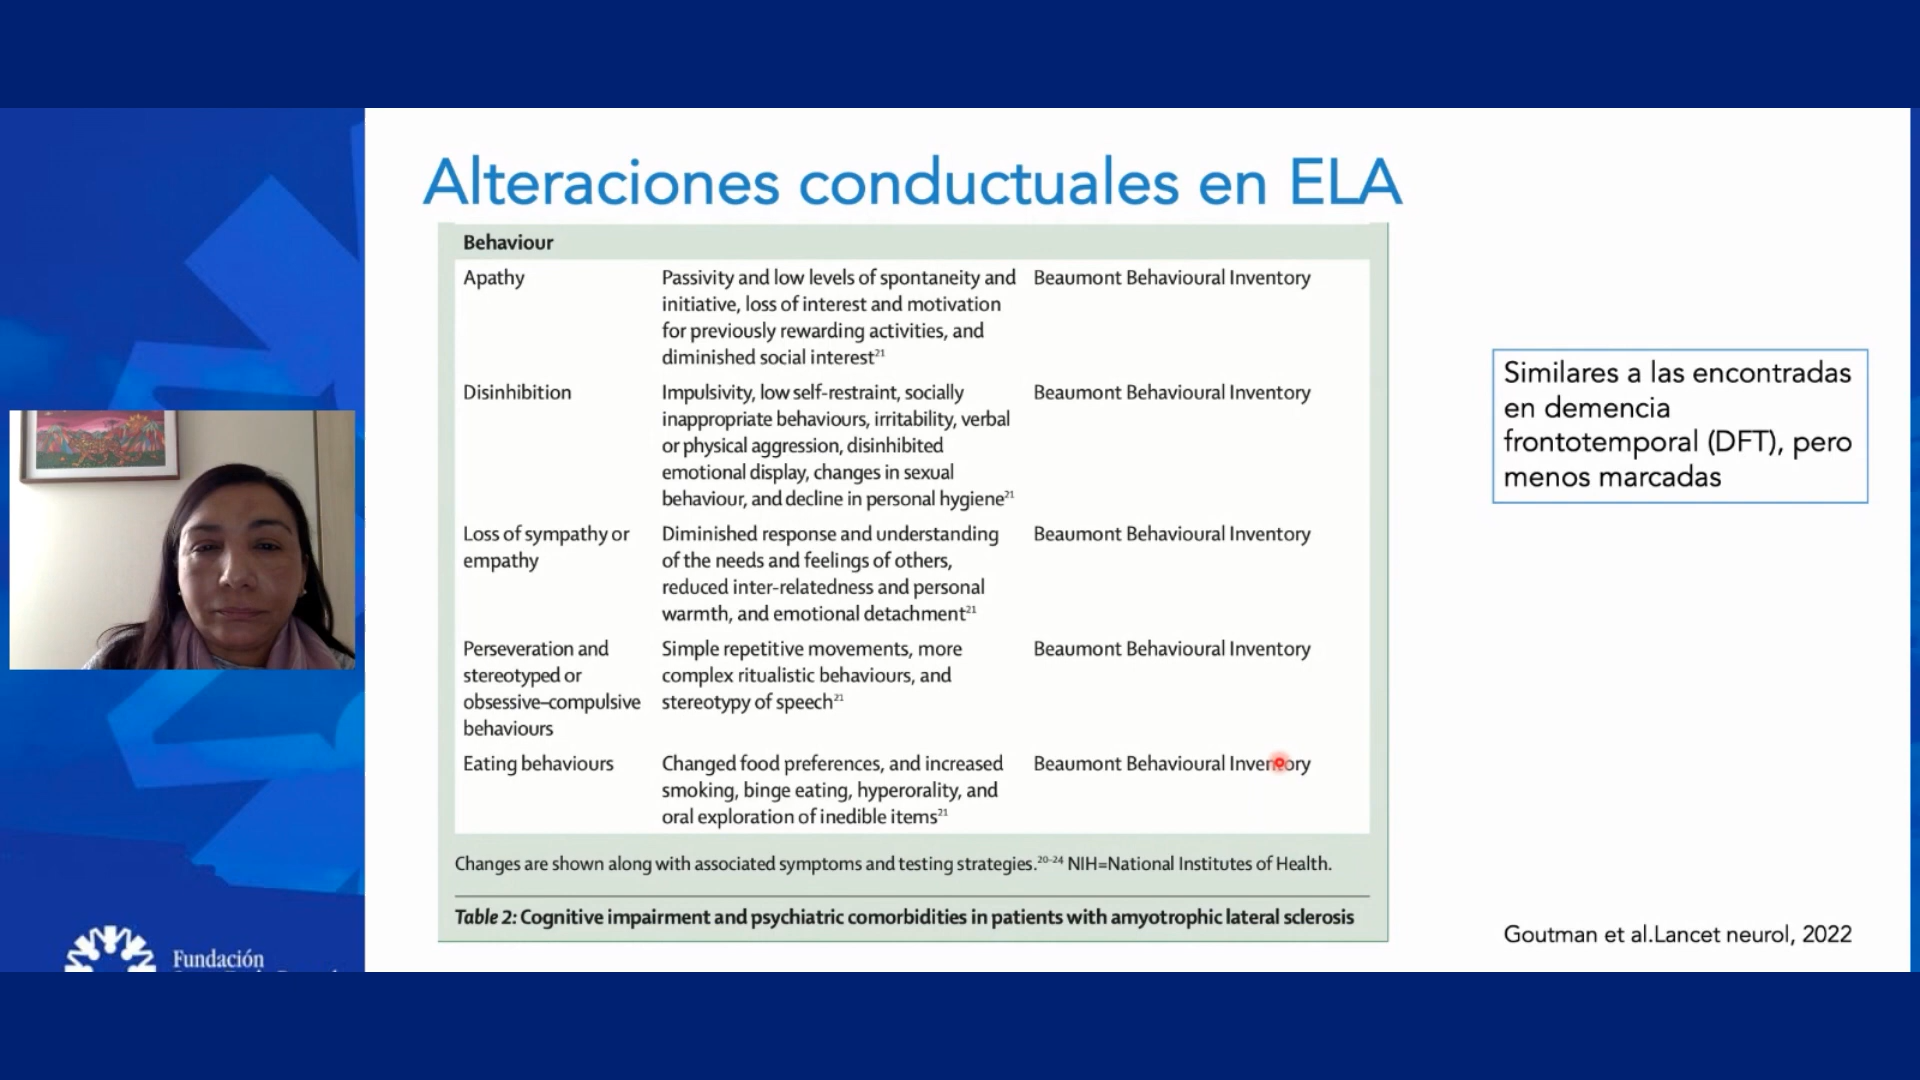 Alteraciones conductuales en ELA
Behaviour
Apathy
Passivity and low levels of spontaneity and
initiative, loss of interest and motivation
for previously rewarding activities, and
diminished social interest21
Beaumont Behavioural Inventory
Disinhibition
Impulsivity, low self-restraint, socially
inappropriate behaviours, irritability, verbal
or physical aggression, disinhibited
emotional display, changes in sexual
behaviour, and decline in personal hygiene21
Beaumont Behavioural Inventory
Loss of sympathy or
empathy
Diminished response and understanding
of the needs and feelings of others,
reduced inter-relatedness and personal
warmth, and emotional detachment21
Beaumont Behavioural Inventory
Perseveration and
stereotyped or
obsessive–compulsive
behaviours
Simple repetitive movements, more
complex ritualistic behaviours, and
stereotypy of speech21
Beaumont Behavioural Inventory
Eating behaviours
Changed food preferences, and increased
smoking, binge eating, hyperorality, and
oral exploration of inedible items21
Beaumont Behavioural Inventory
Changes are shown along with associated symptoms and testing strategies.20–24 NIH=National Institutes of Health.
Table 2: Cognitive impairment and psychiatric comorbidities in patients with amyotrophic lateral sclerosis
Similares a las encontradas
en demencia
frontotemporal (DFT), pero
menos marcadas
Goutman et al.Lancet neurol, 2022
Fundación